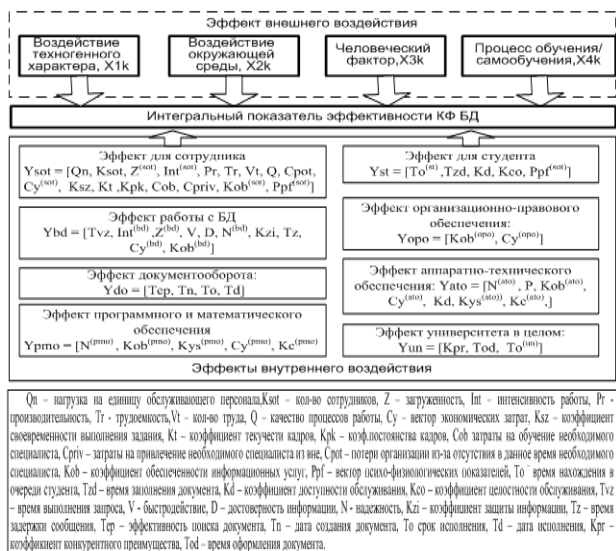 Эффект внешнего воздействия
Воздействие
техногенного
характера, X1k
Воздействие
окружающей
среды, X2k
Человеческий
фактор,X3k
Процесс обучения/
самообучения,X4k
Интегральный показатель эффективности КФ БД
Эффект для сотрудника
Ysot = [Qn, Ksot, Z(sot), Int(sot), Pr, Tr, Vt, Q, Cpot,
Cy(sot), Ksz, Kt ,Kpk, Cob, Cpriv, Kob(sot), Ppf(sot)]
Эффект работы с БД
Ybd = [Tvz, Int(bd) ,Z(bd), V, D, N(bd), Kzi, Tz,
Cy(bd), Kob(bd)]
Эффект документооборота:
Ydo = [Tep, Tn, To, Td]
Эффект программного и математического
обеспечения
Ypmo = [N(pmo), Kob(pmo), Kys(pmo), Cy(pmo), Kc(pmo)]
Эффект для студента
Yst = [To(st) ,Tzd, Kd, Kco, Ppf(sot)]
Эффект организационно-правового
обеспечения:
Yopo = [Kob(opo), Cy(opo)]
Эффект аппаратно-технического
обеспечения: Yato = [N(ato) , P, Kob(ato),
Cy(ato), Kd, Kys(ato)), Kc(ato),]
Эффект университета в целом:
Yun = [Kpr, Tod, To(un)]
Эффекты внутреннего воздействия
Qn – нагрузка на единицу обслуживающего персонала,Ksot – кол-во сотрудников, Z – загруженность, Int – интенсивность работы, Pr -
производительность, Tr - трудоемкость,Vt – кол-во труда, Q – качество процессов работы, Cy – вектор экономических затрат, Ksz – коэффициент
своевременности выполнения задания, Kt – коэффициент текучести кадров, Kpk – коэф.постоянства кадров, Cob затраты на обучение необходимого
специалиста, Cpriv – затраты на привлечение необходимого специалиста из вне, Cpot – потери организации из-за отсутствия в данное время необходимого
специалиста, Kob – коэффициент обеспеченности информационных услуг, Ppf – вектор психо-физиологических показателей, To – время нахождения в
очереди студента, Tzd – время заполнения документа, Kd – коэффициент доступности обслуживания, Kco – коэффициент целостности обслуживания, Tvz
– время выполнения запроса, V - быстродействие, D – достоверность информации, N - надежность, Kzi – коэффициент защиты информации, Tz – время
задержки сообщения, Tep – эффективность поиска документа, Tn – дата создания документа, To срок исполнения, Td – дата исполнения, Kpr –
коэффициент конкурентного преимущества, Tod – время оформления документа.